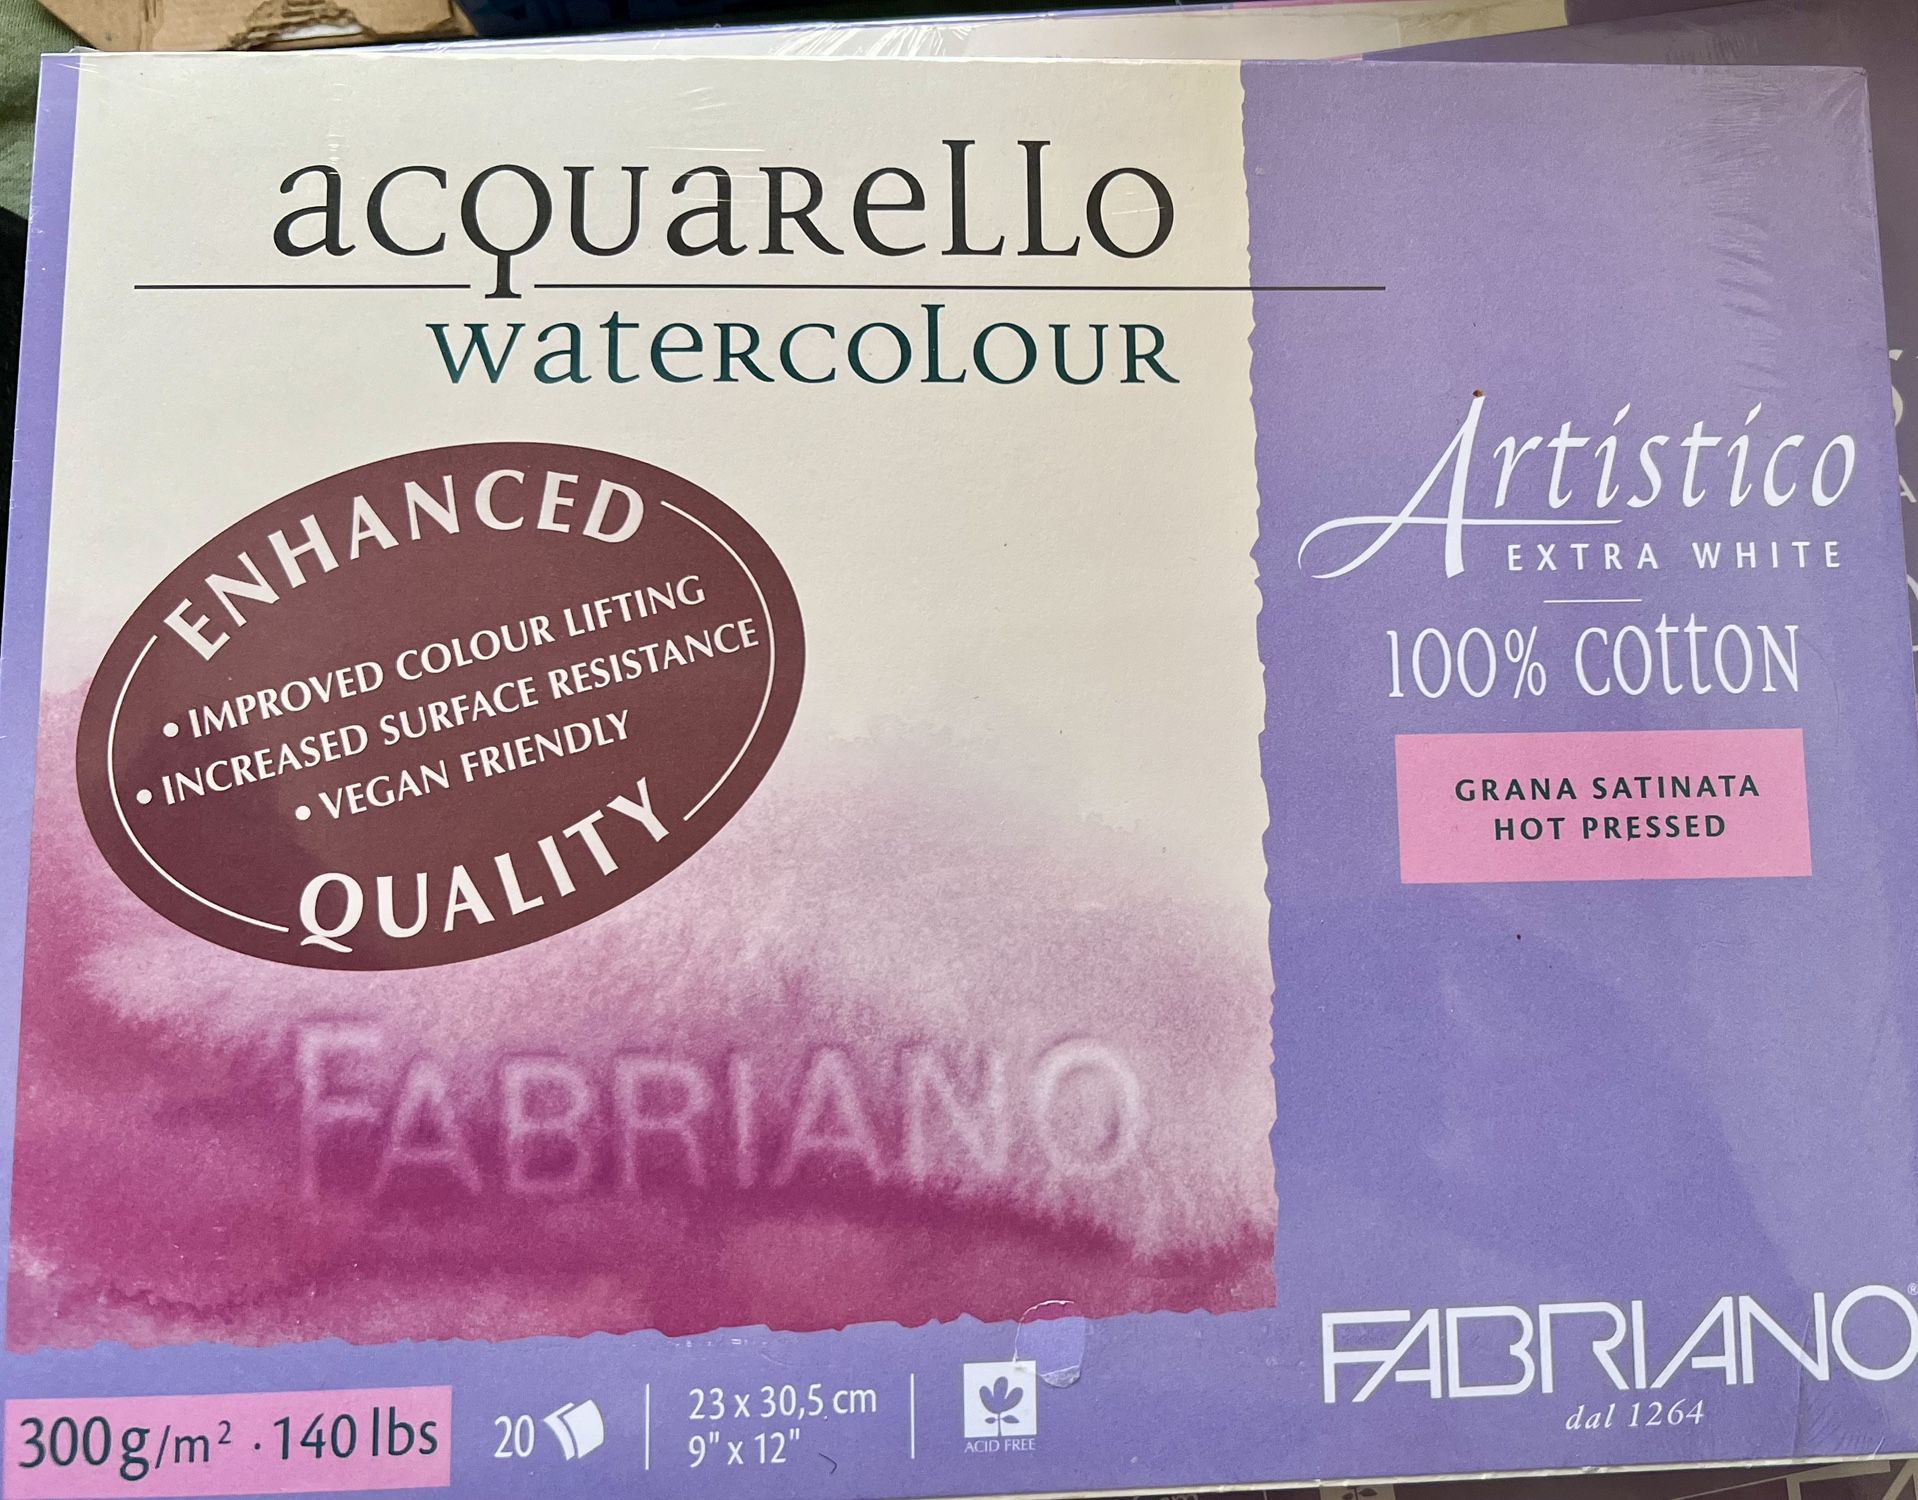 acquarello
watercolour
ENHANCED
• IMPROVED COLOUR LIFTING
• INCREASED SURFACE RESISTANCE
• VEGAN FRIENDLY
QUALITY
FABRIANO
Artistico
EXTRA WHITE
100% COTTON
GRANA SATINATA
HOT PRESSED
300g/m² · 140 lbs
20
23 x 30,5 cm
9" x 12"
ACID FREE
FABRIANO®
dal 1264